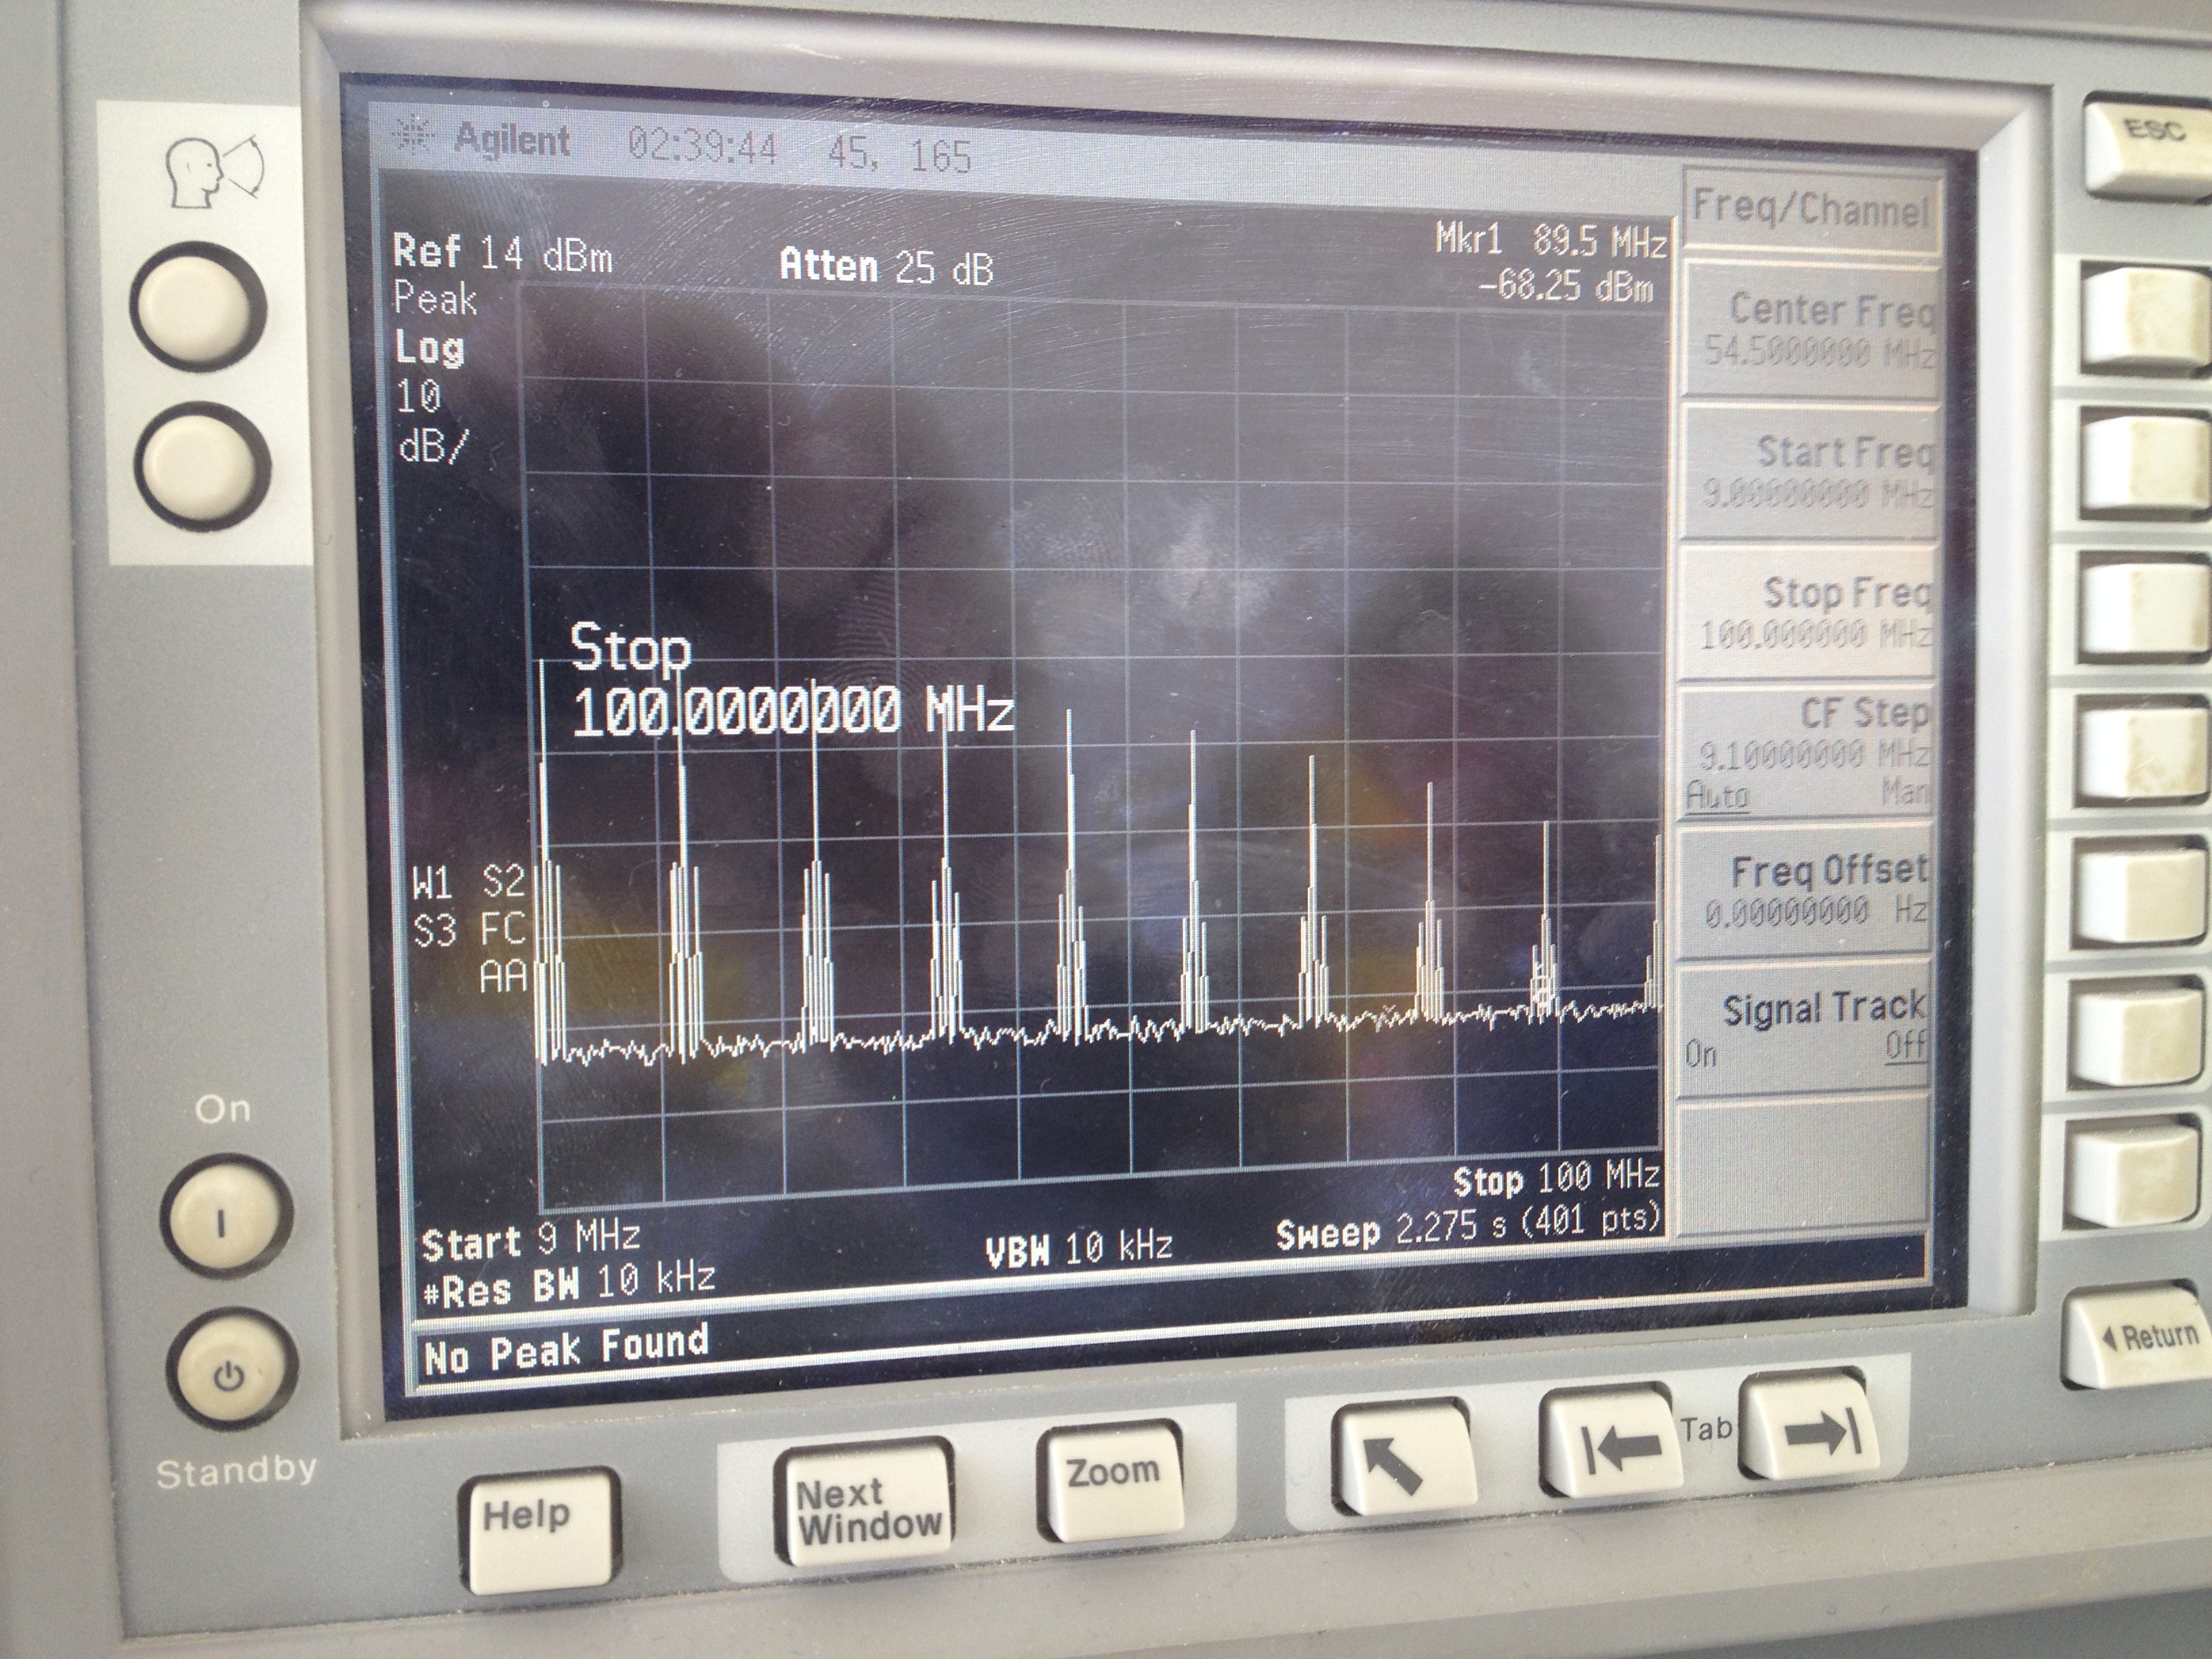 Agilent 02:39:44 45, 165
Ref 14 dBm Atten 25 dB Mkr1 89.5 MHz
-68.25 dBm
Peak
Log
10
dB/
Stop
100.0000000 MHz
W1 S2
S3 FC
AA
Start 9 MHz Stop 100 MHz
#Res BW 10 kHz VBW 10 kHz Sweep 2.275 s (401 pts)
No Peak Found
Freq/Channel
Center Freq
54.5000000 MHz
Start Freq
9.00000000 MHz
Stop Freq
100.000000 MHz
CF Step
9.10000000 MHz
Auto Man
Freq Offset
0.00000000 Hz
Signal Track
On Off
ESC
Return
On
Standby
Help
Next
Window
Zoom
Tab